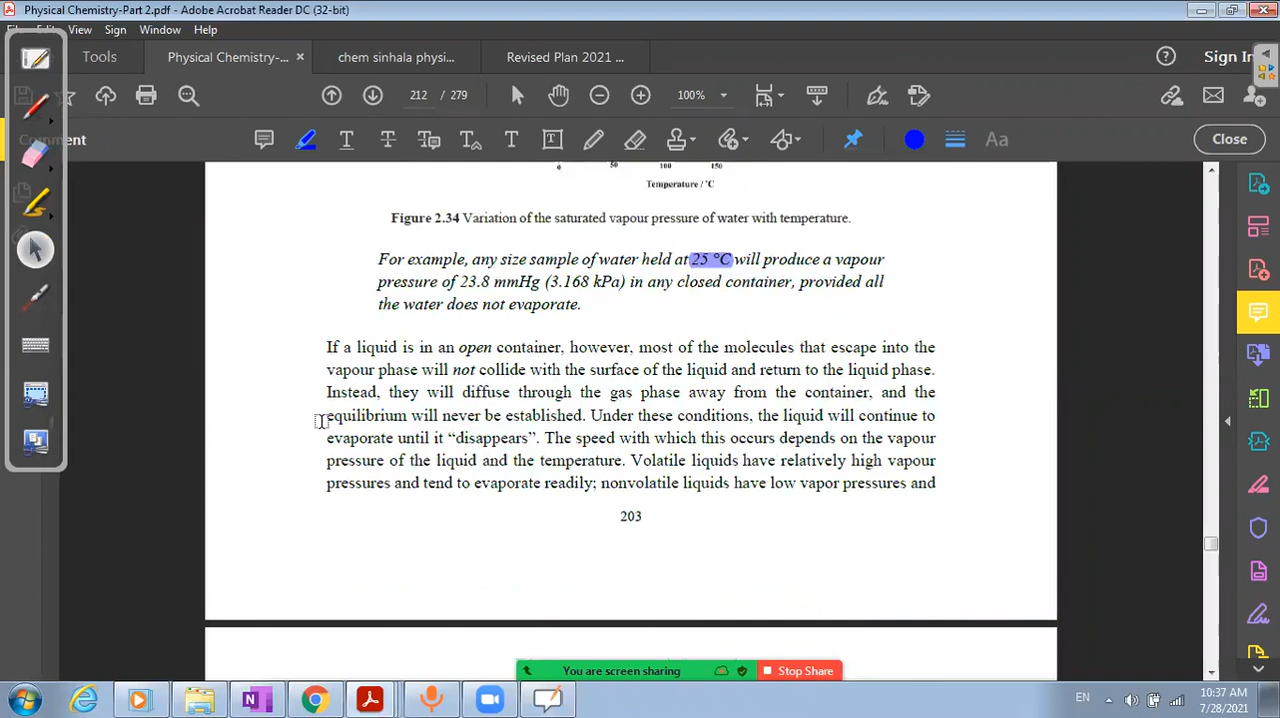 Physical Chemistry-Part 2.pdf - Adobe Acrobat Reader DC (32-bit)
View Sign Window Help
Tools Physical Chemistry-... × chem sinhala physi... Revised Plan 2021 ... Sign In
212 / 279 100%
Comment Aa Close
0 50 100 150
Temperature / °C
Figure 2.34 Variation of the saturated vapour pressure of water with temperature.
For example, any size sample of water held at 25 °C will produce a vapour
pressure of 23.8 mmHg (3.168 kPa) in any closed container, provided all
the water does not evaporate.
If a liquid is in an open container, however, most of the molecules that escape into the
vapour phase will not collide with the surface of the liquid and return to the liquid phase.
Instead, they will diffuse through the gas phase away from the container, and the
equilibrium will never be established. Under these conditions, the liquid will continue to
evaporate until it “disappears”. The speed with which this occurs depends on the vapour
pressure of the liquid and the temperature. Volatile liquids have relatively high vapour
pressures and tend to evaporate readily; nonvolatile liquids have low vapor pressures and
203
You are screen sharing Stop Share
EN 10:37 AM
7/28/2021